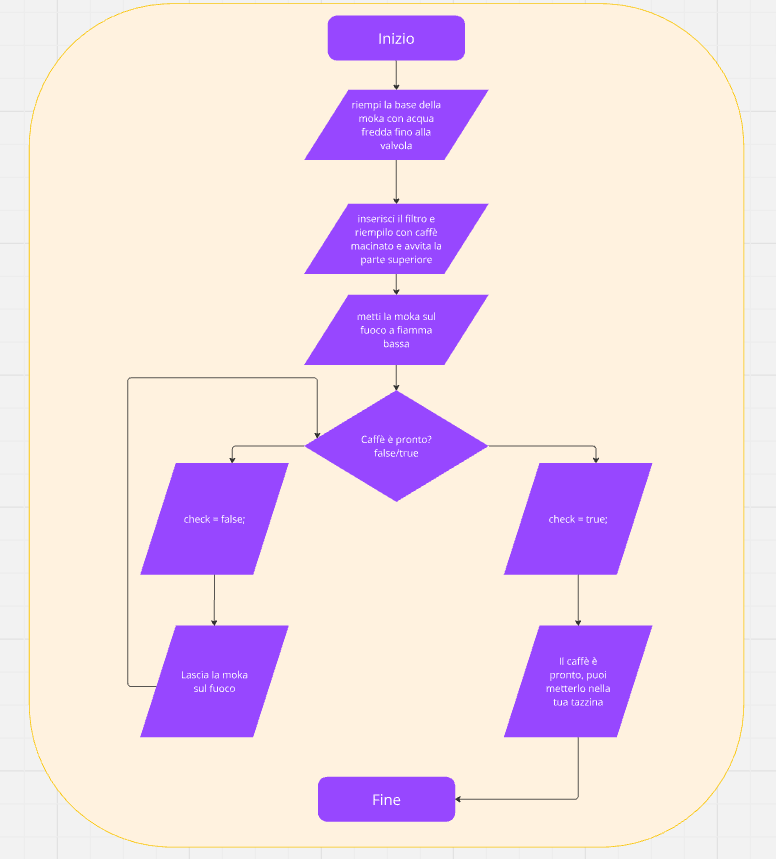 Inizio
riempi la base della
moka con acqua
fredda fino alla
valvola
inserisci il filtro e
riempilo con caffè
macinato e avvita la
parte superiore
metti la moka sul
fuoco a fiamma
bassa
Caffè è pronto?
false/true
check = false;
check = true;
Lascia la moka
sul fuoco
Il caffè è
pronto, puoi
metterlo nella
tua tazzina
Fine